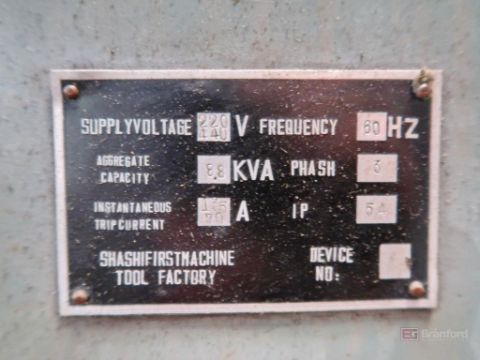 SUPPLYVOLTAGE 220 V FREQUENCY 60 HZ
AGGREGATE CAPACITY 8,8 KVA PHASH 3
INSTANTANEOUS TRIPCURRENT A IP 54
SHASHIFIRSTMACHINE DEVICE
TOOL FACTORY NO:
EG Branford